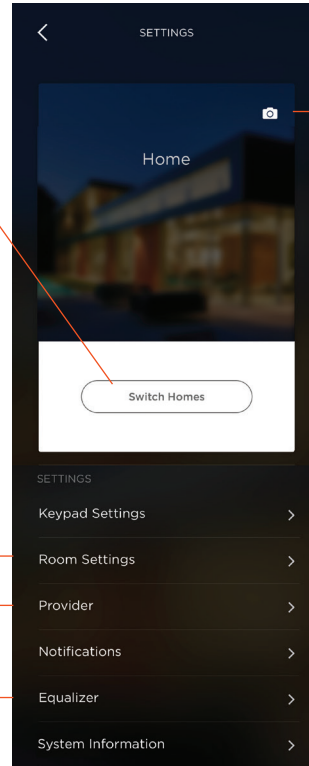 SETTINGS
Home
Switch Homes
SETTINGS
Keypad Settings
Room Settings
Provider
Notifications
Equalizer
System Information